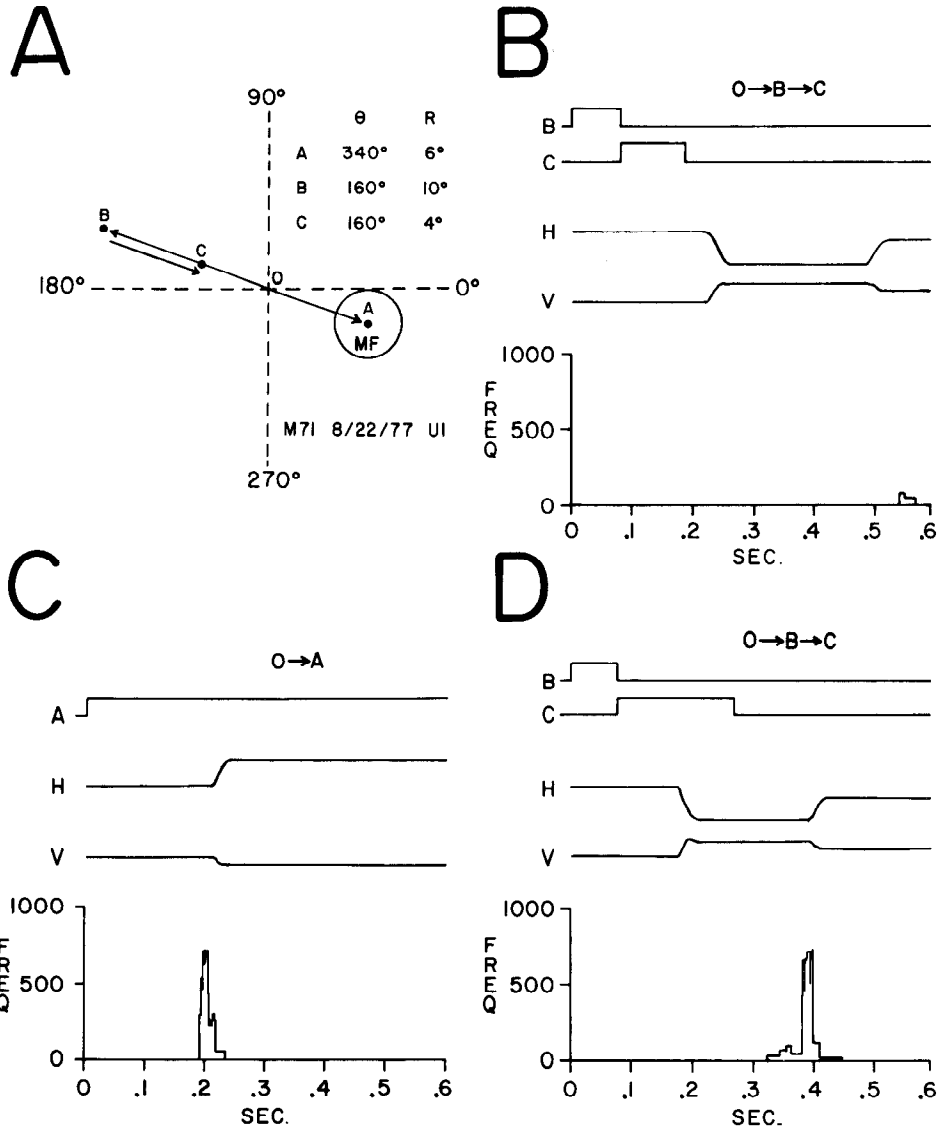 A
90°
θ R
A 340° 6°
B 160° 10°
C 160° 4°
B
C
O
180°
0°
A
MF
M71 8/22/77 U1
270°
B
O→B→C
B
C
H
V
FREQ
1000
500
0
0 .1 .2 .3 .4 .5 .6
SEC.
C
O→A
A
H
V
FREQ
1000
500
0
0 .1 .2 .3 .4 .5 .6
SEC.
D
O→B→C
B
C
H
V
FREQ
1000
500
0
0 .1 .2 .3 .4 .5 .6
SEC.